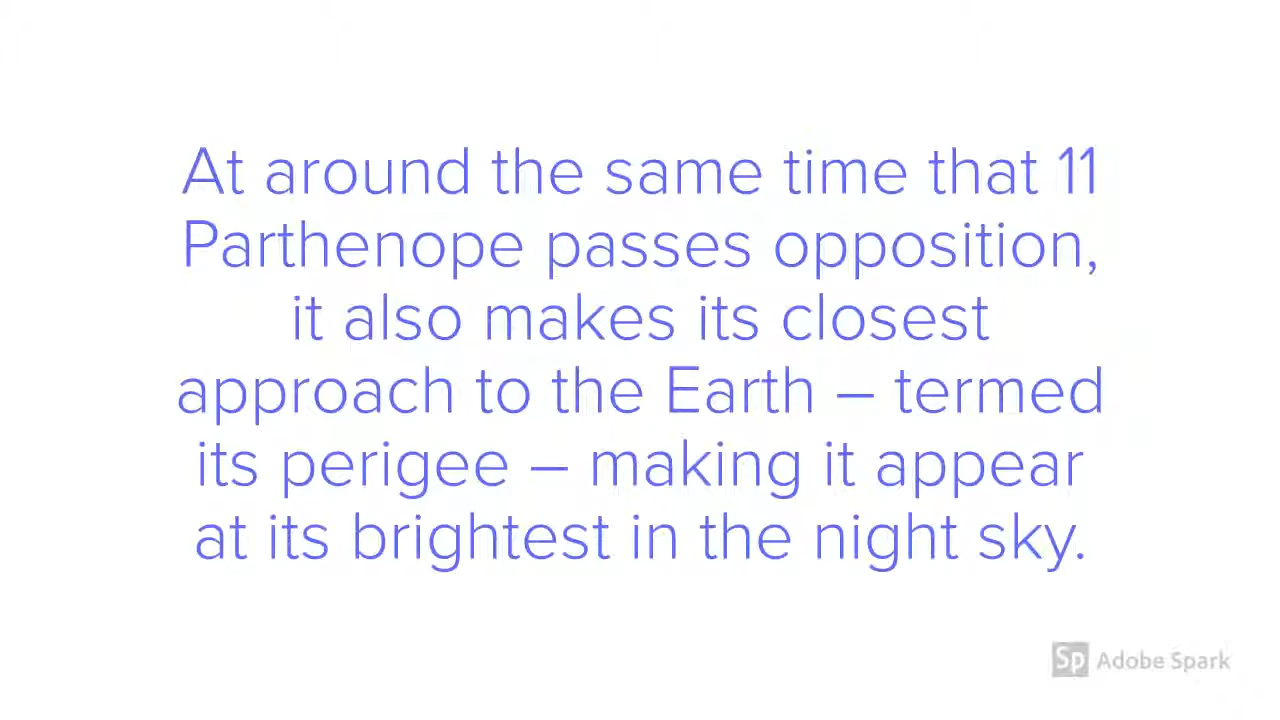 At around the same time that 11
Parthenope passes opposition,
it also makes its closest
approach to the Earth – termed
its perigee – making it appear
at its brightest in the night sky.
Sp Adobe Spark